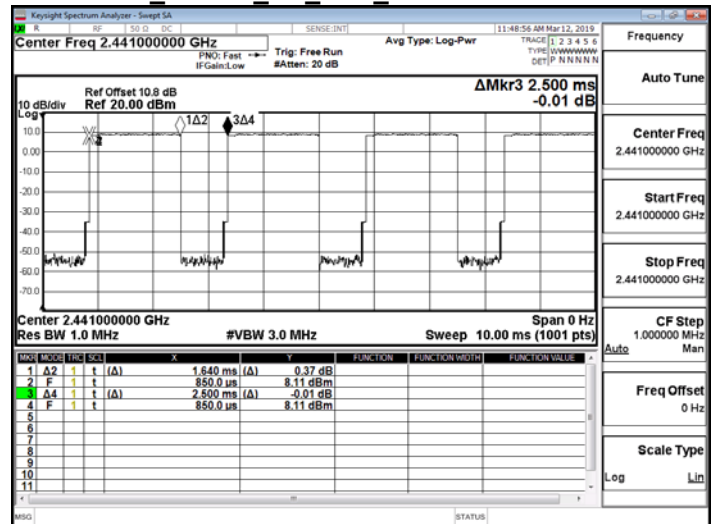 Keysight Spectrum Analyzer - Swept SA
R RF 50 Ω DC SENSE:INT 11:48:56 AM Mar 12, 2019
Center Freq 2.441000000 GHz
PNO: Fast
IFGain:Low
Trig: Free Run
#Atten: 20 dB
Avg Type: Log-Pwr
TRACE 1 2 3 4 5 6
TYPE WWWWWWW
DET P N N N N N
Frequency
Auto Tune
Center Freq
2.441000000 GHz
Start Freq
2.441000000 GHz
Stop Freq
2.441000000 GHz
CF Step
1.000000 MHz
Auto Man
Freq Offset
0 Hz
Scale Type
Log Lin
Ref Offset 10.8 dB
Ref 20.00 dBm
10 dB/div
Log
ΔMkr3 2.500 ms
-0.01 dB
1Δ2 3Δ4
10.0
0.00
-10.0
-20.0
-30.0
-40.0
-50.0
-60.0
-70.0
Center 2.441000000 GHz Span 0 Hz
Res BW 1.0 MHz #VBW 3.0 MHz Sweep 10.00 ms (1001 pts)
MKR MODE TRC SCL X Y FUNCTION FUNCTION WIDTH FUNCTION VALUE
1 Δ2 1 t (Δ) 1.640 ms (Δ) 0.37 dB
2 F 1 t 850.0 µs 8.11 dBm
3 Δ4 1 t (Δ) 2.500 ms (Δ) -0.01 dB
4 F 1 t 850.0 µs 8.11 dBm
5
6
7
8
9
10
11
MSG STATUS